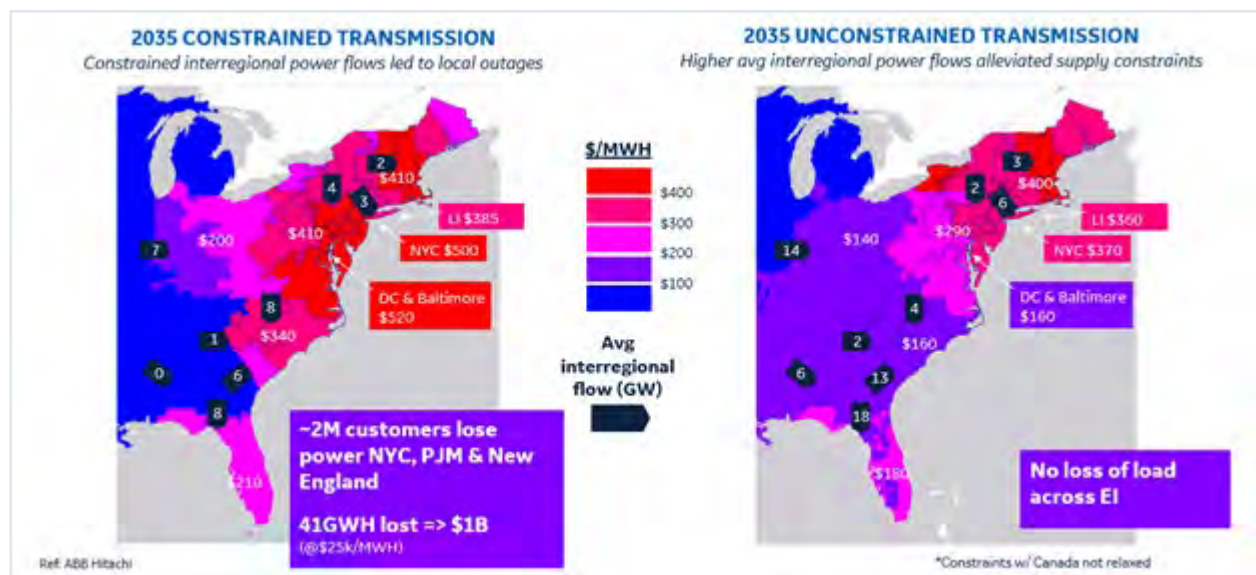 2035 CONSTRAINED TRANSMISSION
Constrained interregional power flows led to local outages
2
$410
4
3
LI $385
$200
$410
7
NYC $500
DC & Baltimore
$520
8
$340
1
0
6
8
$210
~2M customers lose
power NYC, PJM & New
England
41GWH lost => $1B
(@$25k/MWH)
Ref: ABB Hitachi
$/MWH
$400
$300
$200
$100
Avg
interregional
flow (GW)
2035 UNCONSTRAINED TRANSMISSION
Higher avg interregional power flows alleviated supply constraints
3
$400
2
6
LI $360
$140
$290
14
NYC $370
DC & Baltimore
$160
4
$160
2
6
13
18
$180
No loss of load
across EI
*Constraints w/ Canada not relaxed